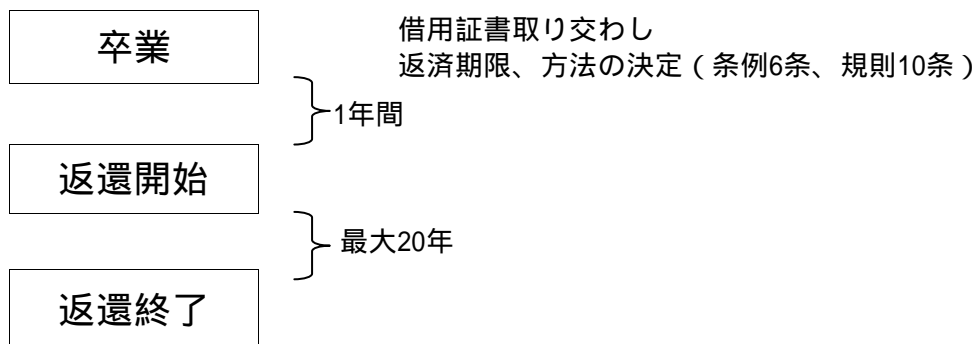 卒業
借用証書取り交わし
返済期限、方法の決定（条例6条、規則10条）
1年間
返還開始
最大20年
返還終了